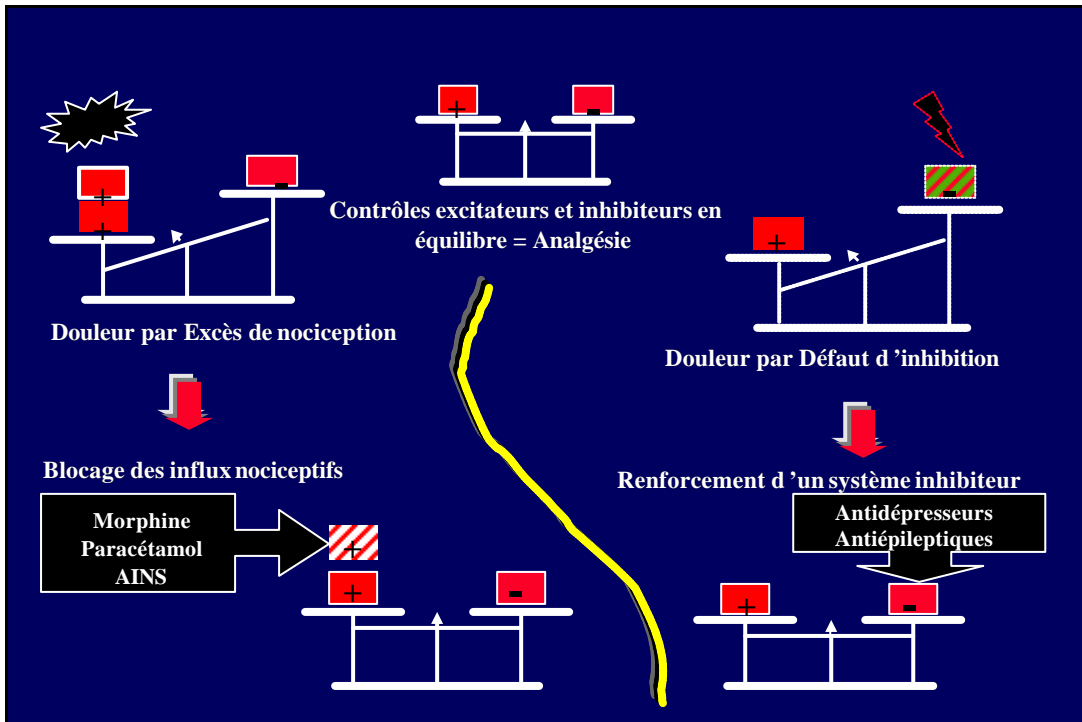 Contrôles excitateurs et inhibiteurs en
équilibre = Analgésie
Douleur par Excès de nociception
Blocage des influx nociceptifs
Morphine
Paracétamol
AINS
Douleur par Défaut d ’inhibition
Renforcement d ’un système inhibiteur
Antidépresseurs
Antiépileptiques